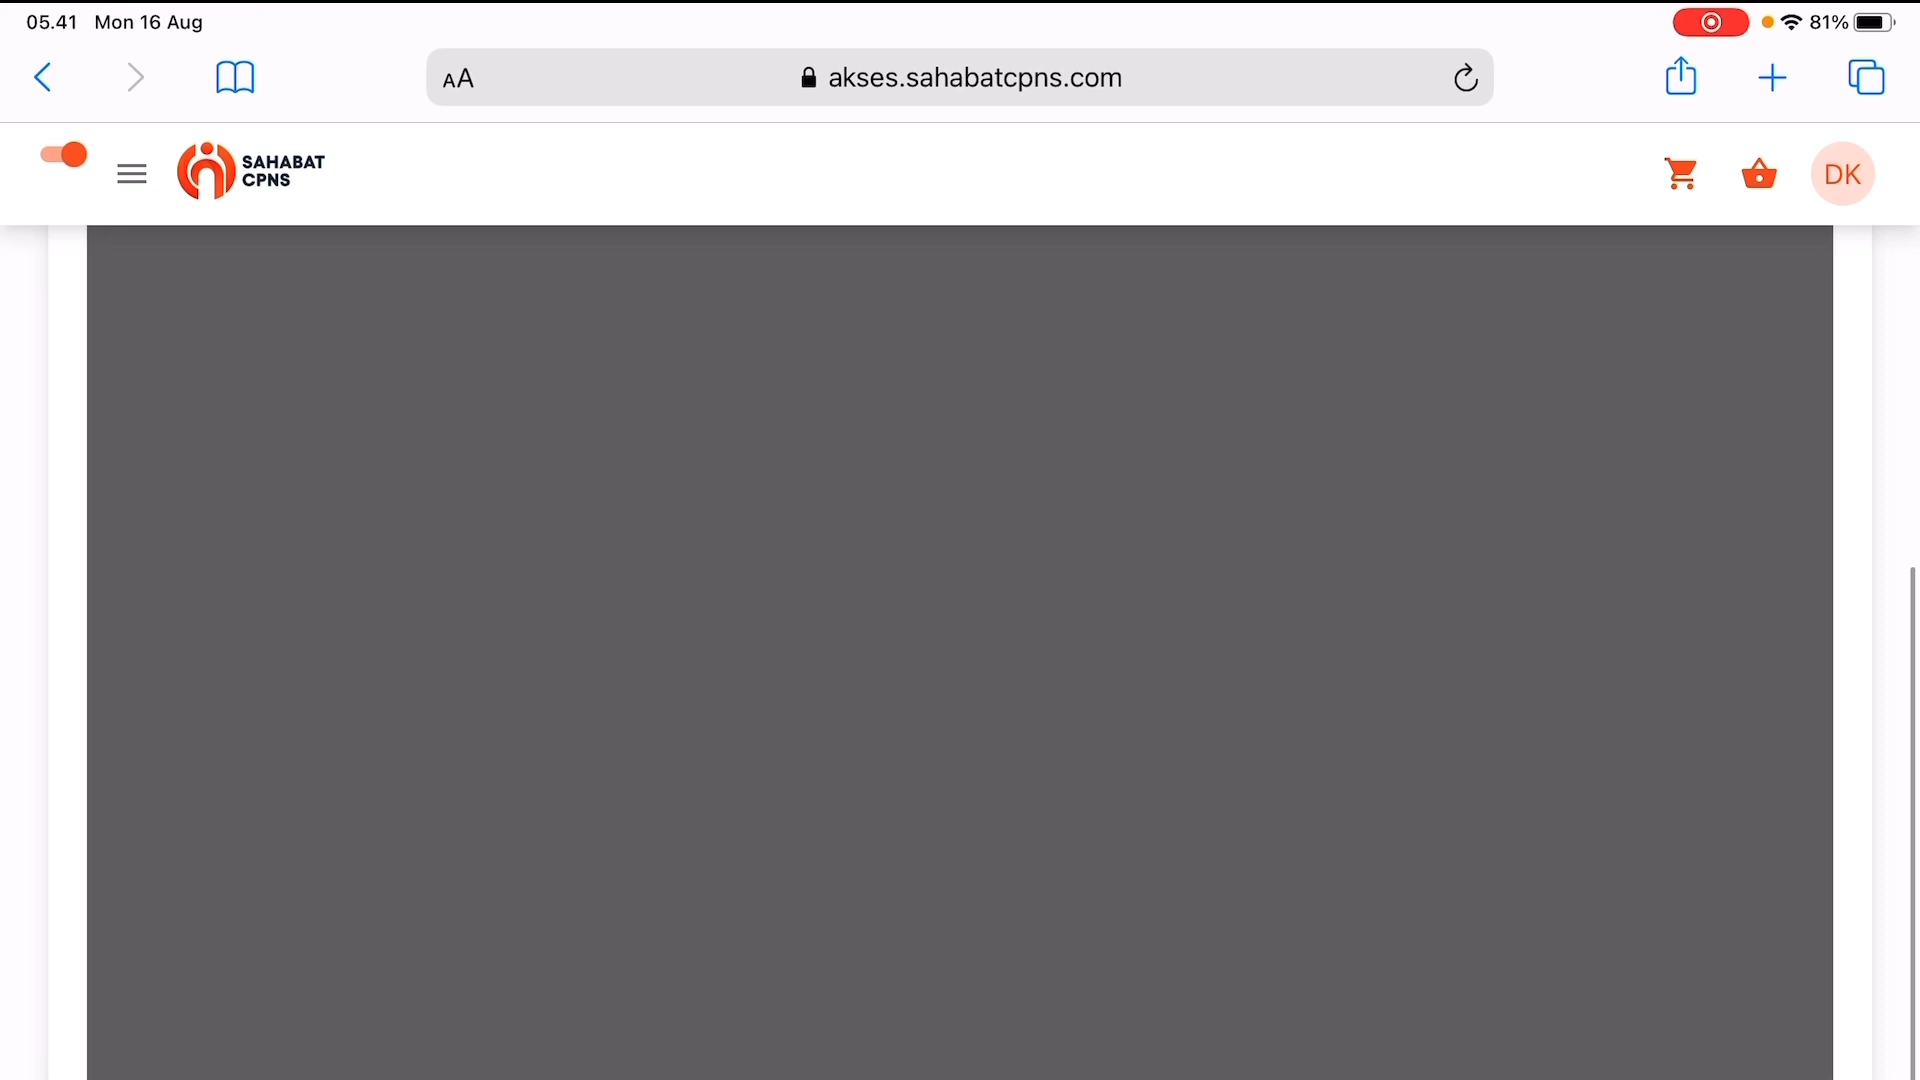 05.41 Mon 16 Aug
81%
AA akses.sahabatcpns.com
SAHABAT
CPNS
DK